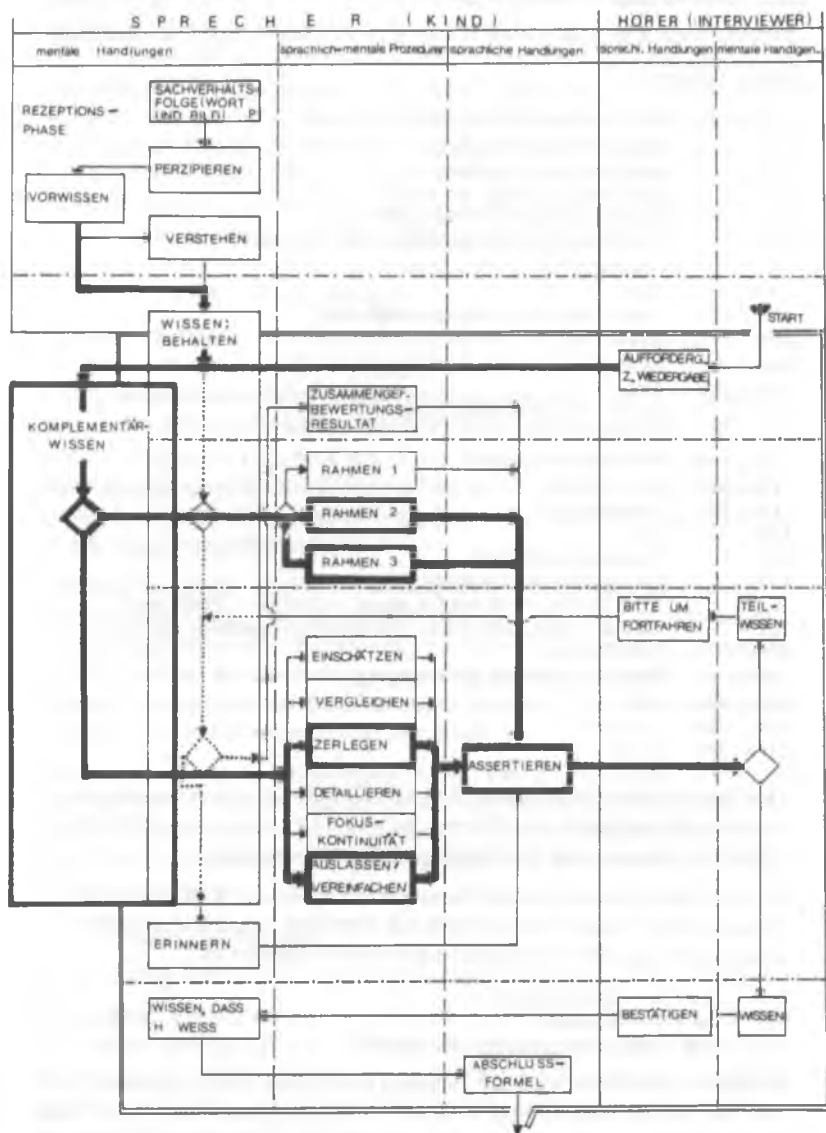 S P R E C H E R (KIND)
HÖRER (INTERVIEWER)
mentale Handlungen
sprachlich-mentale Prozeduren
sprachliche Handlungen
sprachl. Handlungen
mentale Handlgen.
REZEPTIONS-
PHASE
SACHVERHALTS-
FOLGE (WORT
UND BILD) P
PERZIPIEREN
VORWISSEN
VERSTEHEN
WISSEN:
BEHALTEN
START
AUFFORDERG.
Z. WIEDERGABE
ZUSAMMENGEF.
BEWERTUNGS-
RESULTAT
KOMPLEMENTÄR-
WISSEN
RAHMEN 1
RAHMEN 2
RAHMEN 3
BITTE UM
FORTFAHREN
TEIL-
WISSEN
EINSCHÄTZEN
VERGLEICHEN
ZERLEGEN
ASSERTIEREN
DETAILLIEREN
FOKUS-
KONTINUITÄT
AUSLASSEN/
VEREINFACHEN
ERINNERN
WISSEN, DASS
H WEISS
BESTÄTIGEN
WISSEN
ABSCHLUSS-
FORMEL